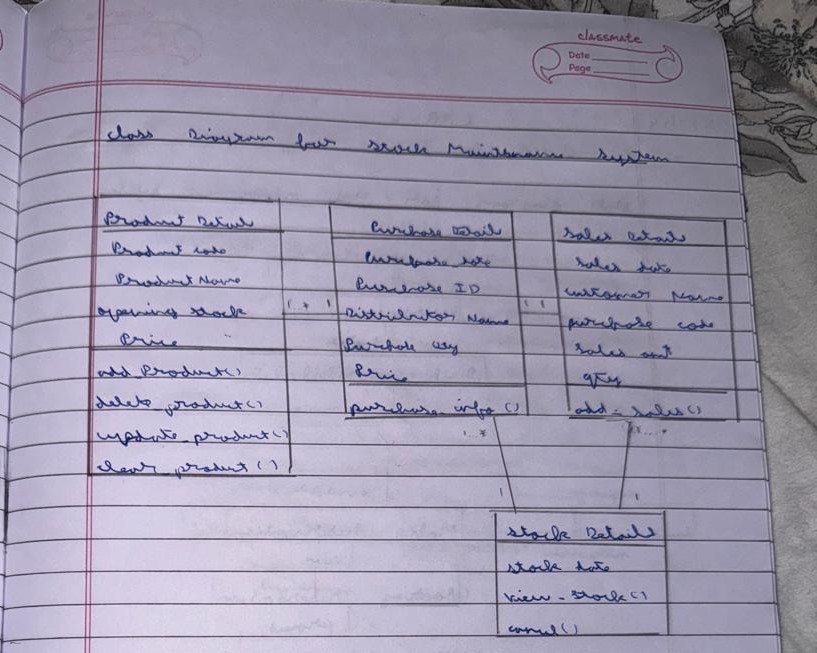 classmate
Date
Page
Class Diagram for Stock Maintenance System
Product Detail
Product code
Product Name
opening stock
Price
add_Product()
delete_product()
update_product()
clear_product()
1 * 1
Purchase Detail
Purchase ID
Distributor Name
Purchase Qty
Price
purchase_info()
1 1
Sales Details
sales date
customer Name
purpose code
sales amt
qty
add_sales()
1..*
1...*
1
1
Stock Details
stock date
view_stock()
cancel()